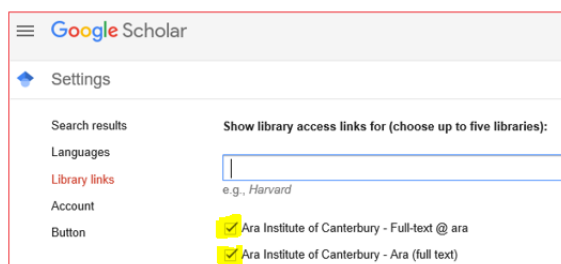 Google Scholar
Settings
Search results
Languages
Library links
Account
Button
Show library access links for (choose up to five libraries):
e.g., Harvard
Ara Institute of Canterbury - Full-text @ ara
Ara Institute of Canterbury - Ara (full text)